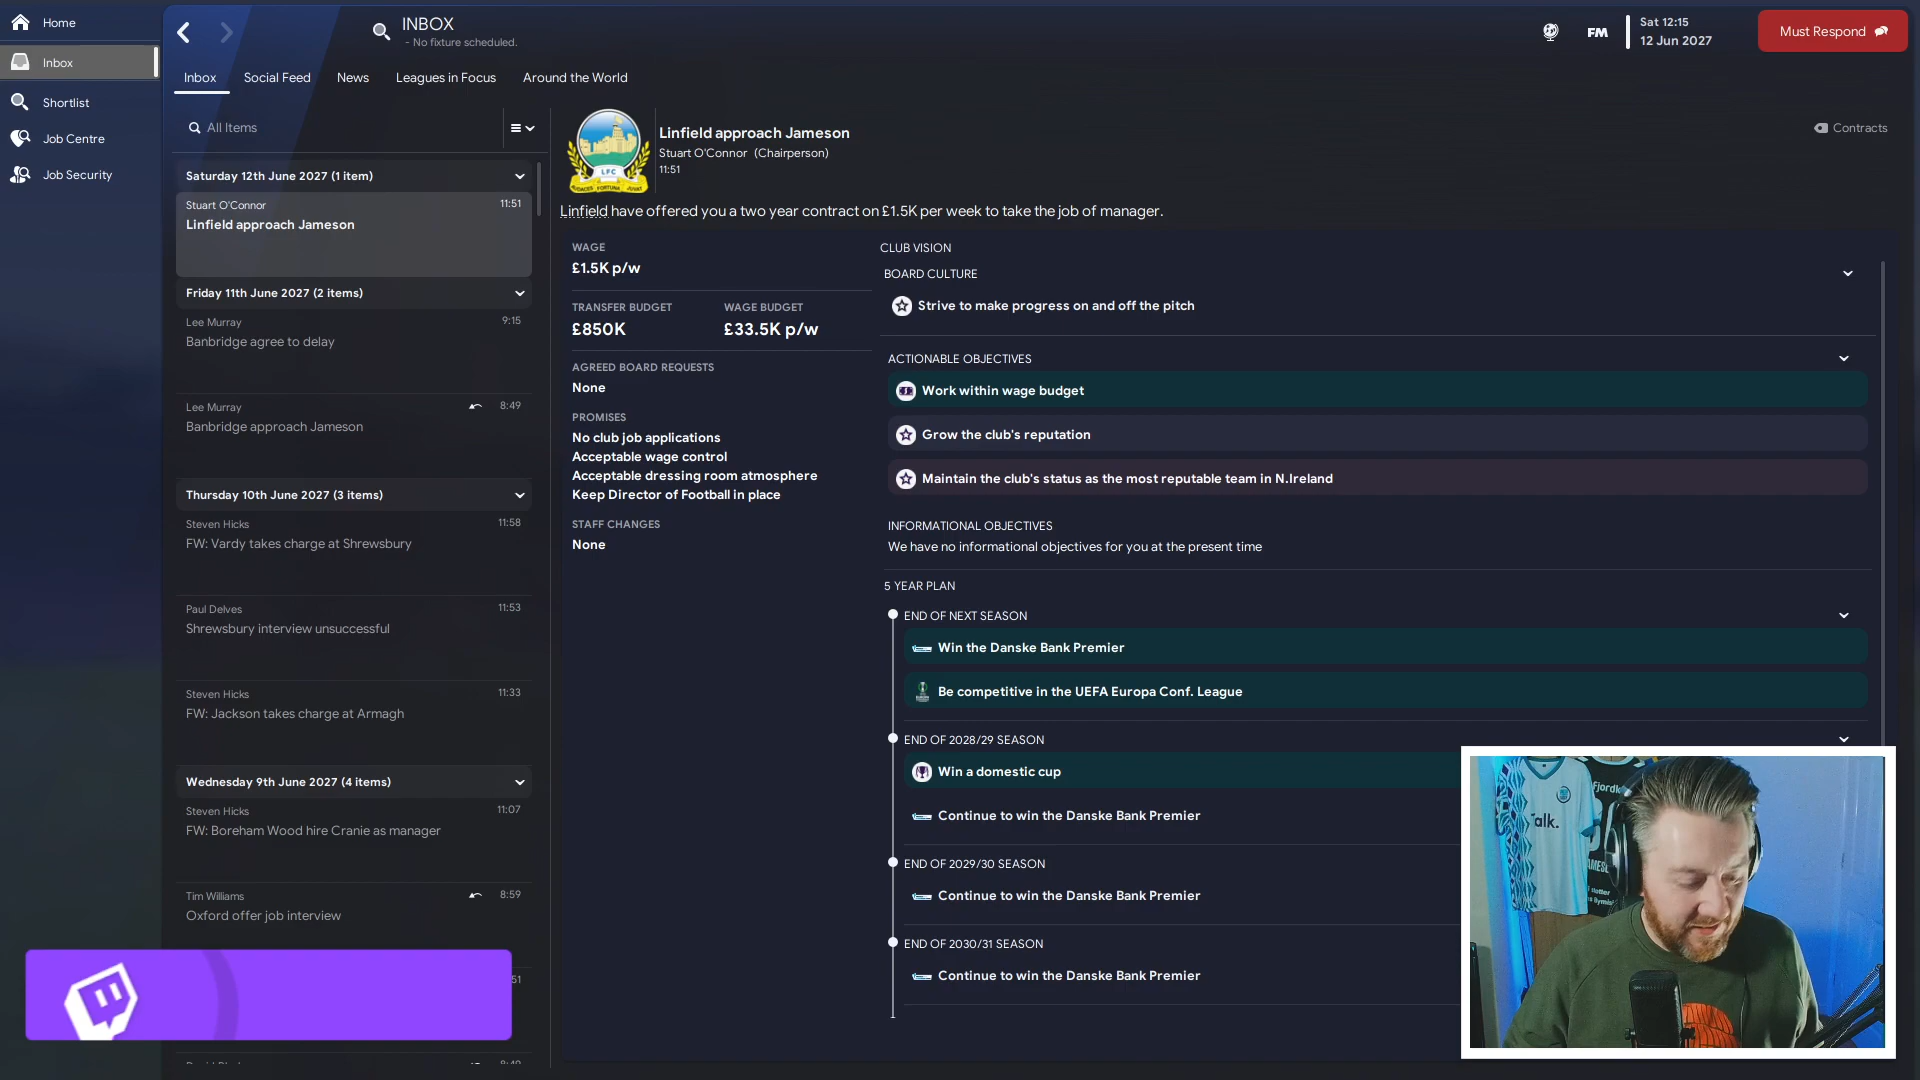 Home
Inbox
Shortlist
Job Centre
Job Security
INBOX
- No fixture scheduled.
FM
Sat 12:15
12 Jun 2027
Must Respond
Inbox
Social Feed
News
Leagues in Focus
Around the World
All Items
Saturday 12th June 2027 (1 item)
Stuart O'Connor
11:51
Linfield approach Jameson
Friday 11th June 2027 (2 items)
Lee Murray
9:15
Banbridge agree to delay
Lee Murray
8:49
Banbridge approach Jameson
Thursday 10th June 2027 (3 items)
Steven Hicks
11:58
FW: Vardy takes charge at Shrewsbury
Paul Delves
11:53
Shrewsbury interview unsuccessful
Steven Hicks
11:33
FW: Jackson takes charge at Armagh
Wednesday 9th June 2027 (4 items)
Steven Hicks
11:07
FW: Boreham Wood hire Cranie as manager
Tim Williams
8:59
Oxford offer job interview
LFC
Linfield approach Jameson
Stuart O'Connor (Chairperson)
11:51
Contracts
Linfield have offered you a two year contract on £1.5K per week to take the job of manager.
WAGE
£1.5K p/w
TRANSFER BUDGET
£850K
WAGE BUDGET
£33.5K p/w
AGREED BOARD REQUESTS
None
PROMISES
No club job applications
Acceptable wage control
Acceptable dressing room atmosphere
Keep Director of Football in place
STAFF CHANGES
None
CLUB VISION
BOARD CULTURE
Strive to make progress on and off the pitch
ACTIONABLE OBJECTIVES
Work within wage budget
Grow the club's reputation
Maintain the club's status as the most reputable team in N.Ireland
INFORMATIONAL OBJECTIVES
We have no informational objectives for you at the present time
5 YEAR PLAN
END OF NEXT SEASON
Win the Danske Bank Premier
Be competitive in the UEFA Europa Conf. League
END OF 2028/29 SEASON
Win a domestic cup
Continue to win the Danske Bank Premier
END OF 2029/30 SEASON
Continue to win the Danske Bank Premier
END OF 2030/31 SEASON
Continue to win the Danske Bank Premier